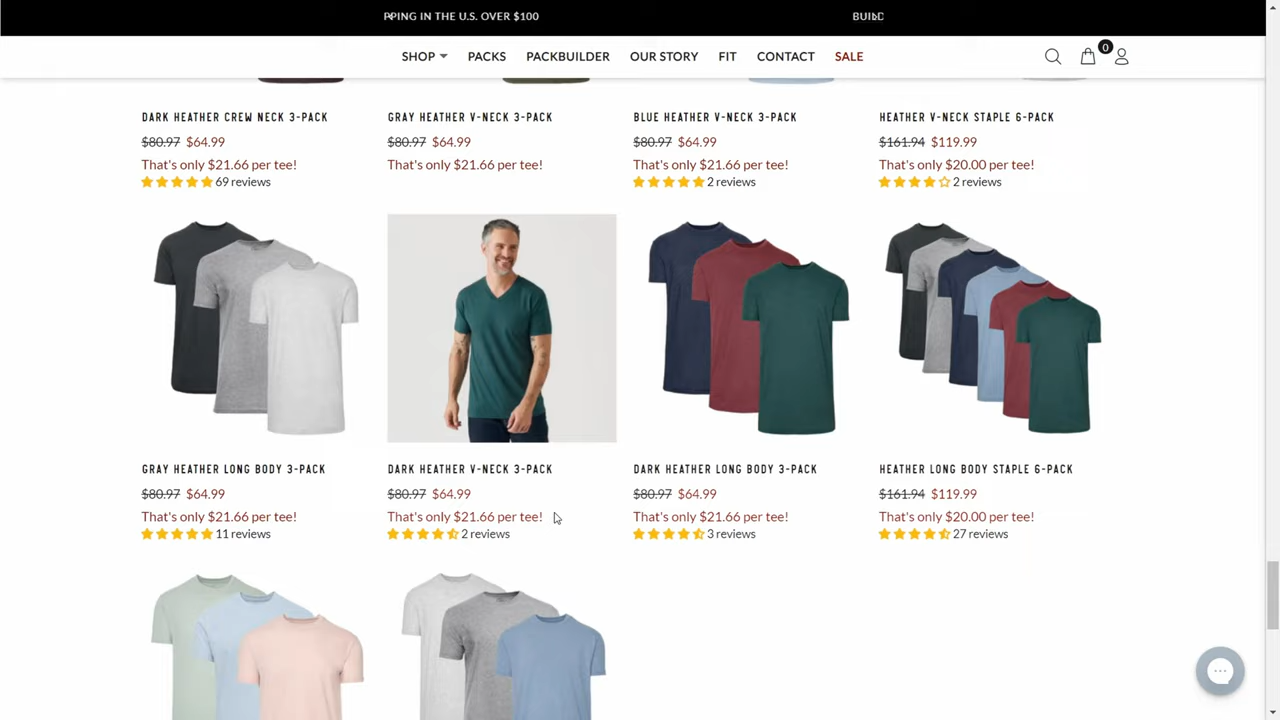 PPING IN THE U.S. OVER $100
BUILD
SHOP PACKS PACKBUILDER OUR STORY FIT CONTACT SALE
0
DARK HEATHER CREW NECK 3-PACK
$80.97 $64.99
That's only $21.66 per tee!
69 reviews
GRAY HEATHER V-NECK 3-PACK
$80.97 $64.99
That's only $21.66 per tee!
BLUE HEATHER V-NECK 3-PACK
$80.97 $64.99
That's only $21.66 per tee!
2 reviews
HEATHER V-NECK STAPLE 6-PACK
$161.94 $119.99
That's only $20.00 per tee!
2 reviews
GRAY HEATHER LONG BODY 3-PACK
$80.97 $64.99
That's only $21.66 per tee!
11 reviews
DARK HEATHER V-NECK 3-PACK
$80.97 $64.99
That's only $21.66 per tee!
2 reviews
DARK HEATHER LONG BODY 3-PACK
$80.97 $64.99
That's only $21.66 per tee!
3 reviews
HEATHER LONG BODY STAPLE 6-PACK
$161.94 $119.99
That's only $20.00 per tee!
27 reviews